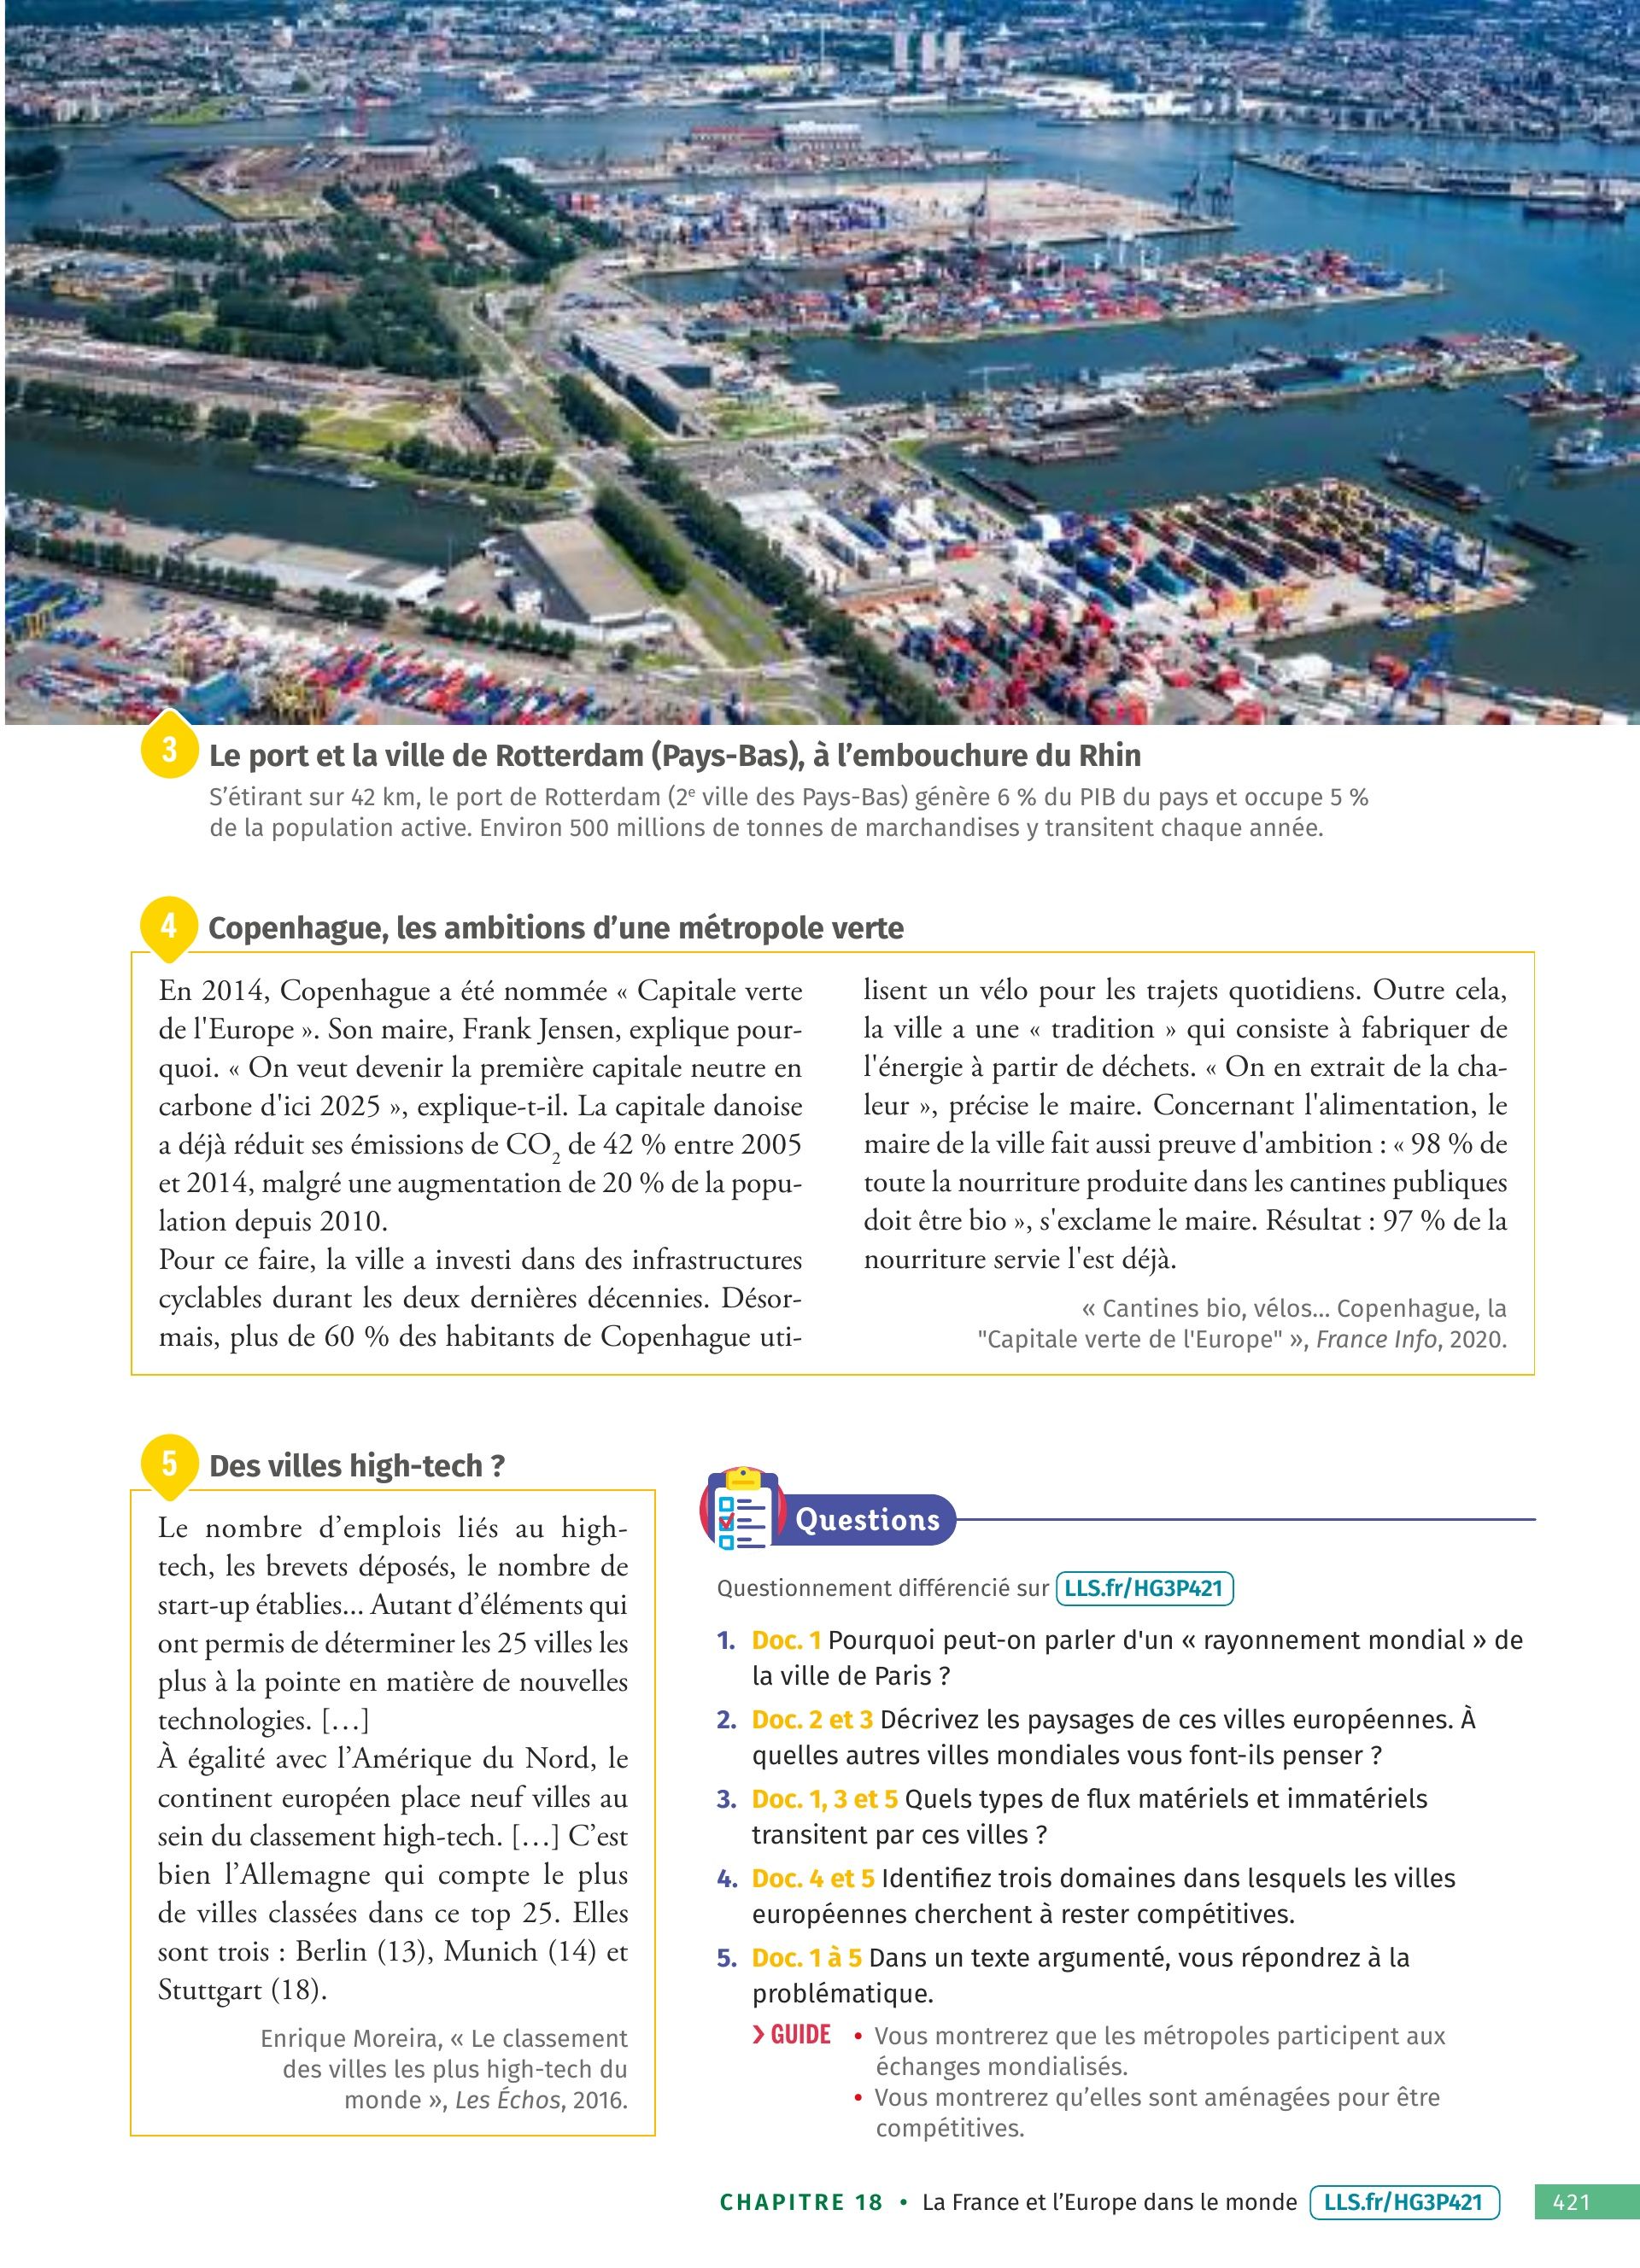 3
Le port et la ville de Rotterdam (Pays-Bas), à l’embouchure du Rhin
S’étirant sur 42 km, le port de Rotterdam (2e ville des Pays-Bas) génère 6 % du PIB du pays et occupe 5 %
de la population active. Environ 500 millions de tonnes de marchandises y transitent chaque année.
4
Copenhague, les ambitions d’une métropole verte
En 2014, Copenhague a été nommée « Capitale verte
de l'Europe ». Son maire, Frank Jensen, explique pour-
quoi. « On veut devenir la première capitale neutre en
carbone d'ici 2025 », explique-t-il. La capitale danoise
a déjà réduit ses émissions de CO2 de 42 % entre 2005
et 2014, malgré une augmentation de 20 % de la popu-
lation depuis 2010.
Pour ce faire, la ville a investi dans des infrastructures
cyclables durant les deux dernières décennies. Désor-
mais, plus de 60 % des habitants de Copenhague uti-
lisent un vélo pour les trajets quotidiens. Outre cela,
la ville a une « tradition » qui consiste à fabriquer de
l'énergie à partir de déchets. « On en extrait de la cha-
leur », précise le maire. Concernant l'alimentation, le
maire de la ville fait aussi preuve d'ambition : « 98 % de
toute la nourriture produite dans les cantines publiques
doit être bio », s'exclame le maire. Résultat : 97 % de la
nourriture servie l'est déjà.
« Cantines bio, vélos... Copenhague, la
"Capitale verte de l'Europe" », France Info, 2020.
5
Des villes high-tech ?
Le nombre d’emplois liés au high-
tech, les brevets déposés, le nombre de
start-up établies... Autant d’éléments qui
ont permis de déterminer les 25 villes les
plus à la pointe en matière de nouvelles
technologies. […]
À égalité avec l’Amérique du Nord, le
continent européen place neuf villes au
sein du classement high-tech. […] C’est
bien l’Allemagne qui compte le plus
de villes classées dans ce top 25. Elles
sont trois : Berlin (13), Munich (14) et
Stuttgart (18).
Enrique Moreira, « Le classement
des villes les plus high-tech du
monde », Les Échos, 2016.
Questions
Questionnement différencié sur LLS.fr/HG3P421
1. Doc. 1 Pourquoi peut-on parler d'un « rayonnement mondial » de
la ville de Paris ?
2. Doc. 2 et 3 Décrivez les paysages de ces villes européennes. À
quelles autres villes mondiales vous font-ils penser ?
3. Doc. 1, 3 et 5 Quels types de flux matériels et immatériels
transitent par ces villes ?
4. Doc. 4 et 5 Identifiez trois domaines dans lesquels les villes
européennes cherchent à rester compétitives.
5. Doc. 1 à 5 Dans un texte argumenté, vous répondrez à la
problématique.
› GUIDE • Vous montrerez que les métropoles participent aux
échanges mondialisés.
• Vous montrerez qu’elles sont aménagées pour être
compétitives.
CHAPITRE 18 • La France et l’Europe dans le monde LLS.fr/HG3P421 421